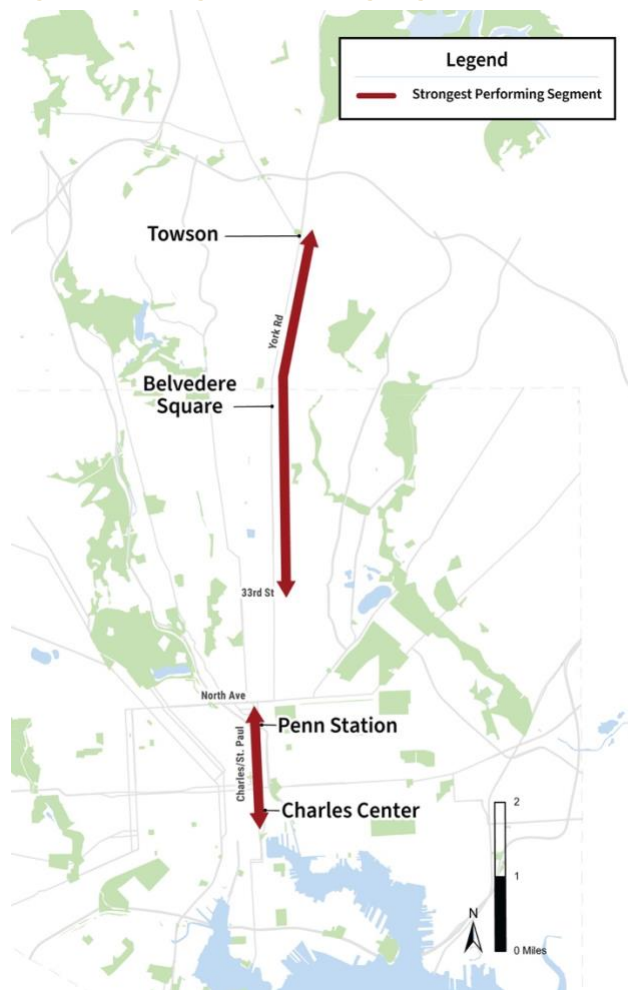 Legend
Strongest Performing Segment
Towson
York Rd
Belvedere
Square
33rd St
North Ave
Penn Station
Charles/St. Paul
Charles Center
2
1
N
0 Miles